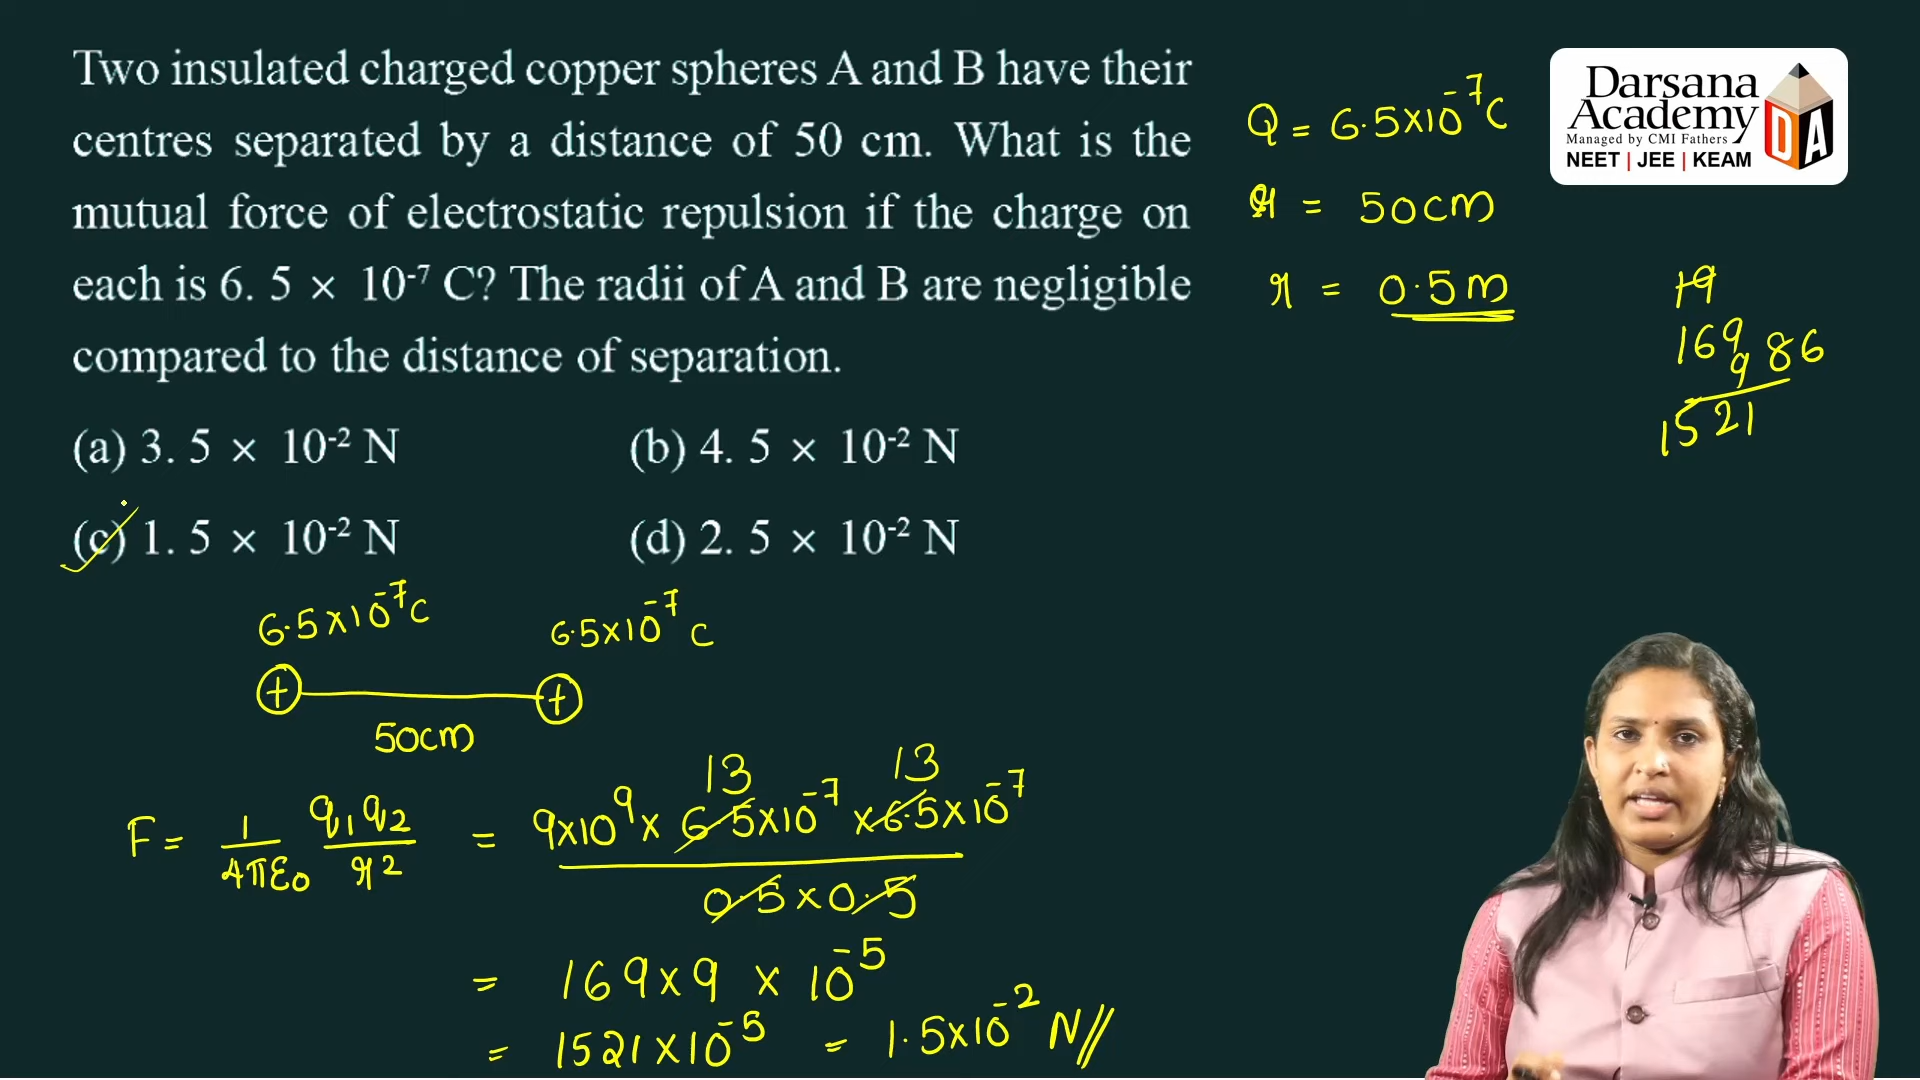 Two insulated charged copper spheres A and B have their
centres separated by a distance of 50 cm. What is the
mutual force of electrostatic repulsion if the charge on
each is 6. 5 × 10⁻⁷ C? The radii of A and B are negligible
compared to the distance of separation.
(a) 3. 5 × 10⁻² N (b) 4. 5 × 10⁻² N
(c) 1. 5 × 10⁻² N (d) 2. 5 × 10⁻² N
Q = 6.5×10⁻⁷C
r = 50cm
r = 0.5m
Darsana
Academy
Managed by CMI Fathers
NEET | JEE | KEAM
DA
19
169 86
9
1521
6.5×10⁻⁷C 6.5×10⁻⁷ C
+ +
50cm
13 13
F = 1/4πε₀ q₁q₂/r² = 9×10⁹ × 6.5×10⁻⁷ × 6.5×10⁻⁷
0.5×0.5
= 169×9 × 10⁻⁵
= 1521×10⁻⁵ = 1.5×10⁻² N//